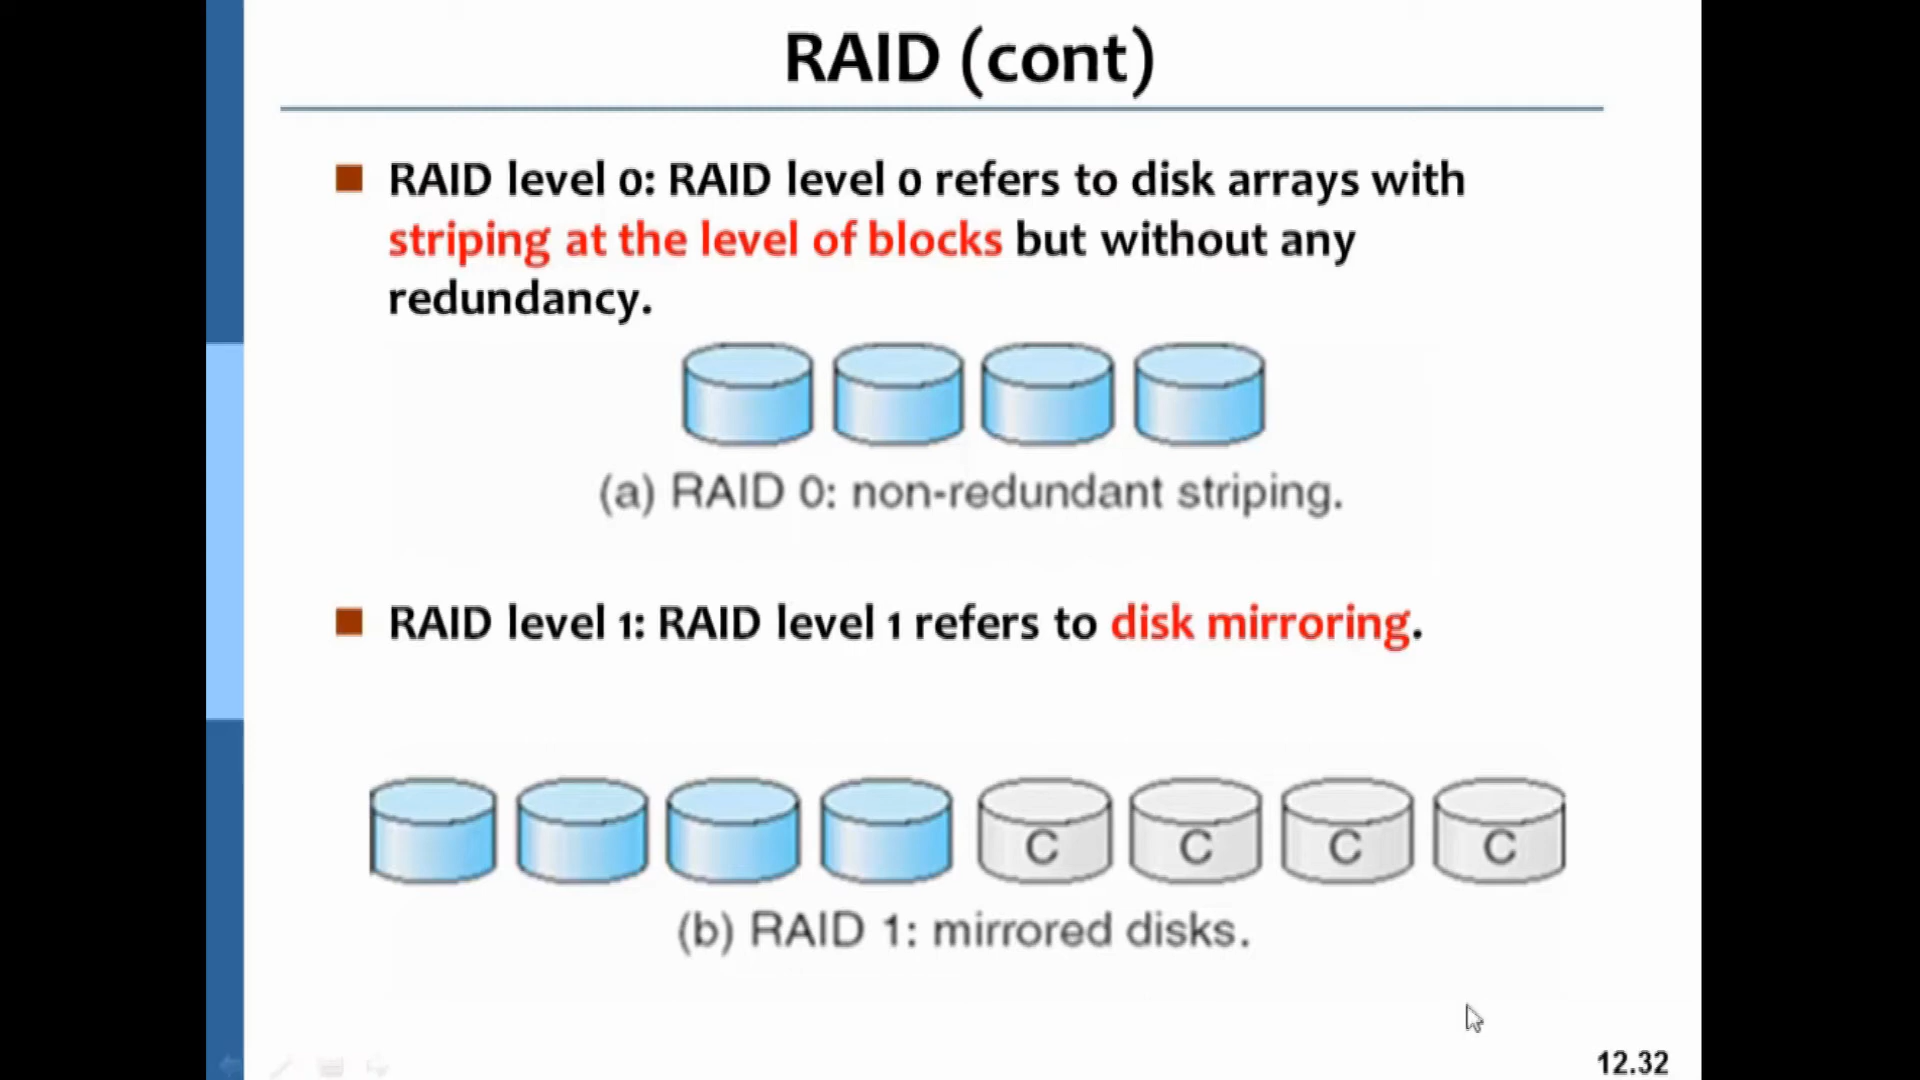 RAID (cont)
RAID level 0: RAID level 0 refers to disk arrays with
striping at the level of blocks but without any
redundancy.
(a) RAID 0: non-redundant striping.
RAID level 1: RAID level 1 refers to disk mirroring.
C C C C
(b) RAID 1: mirrored disks.
12.32